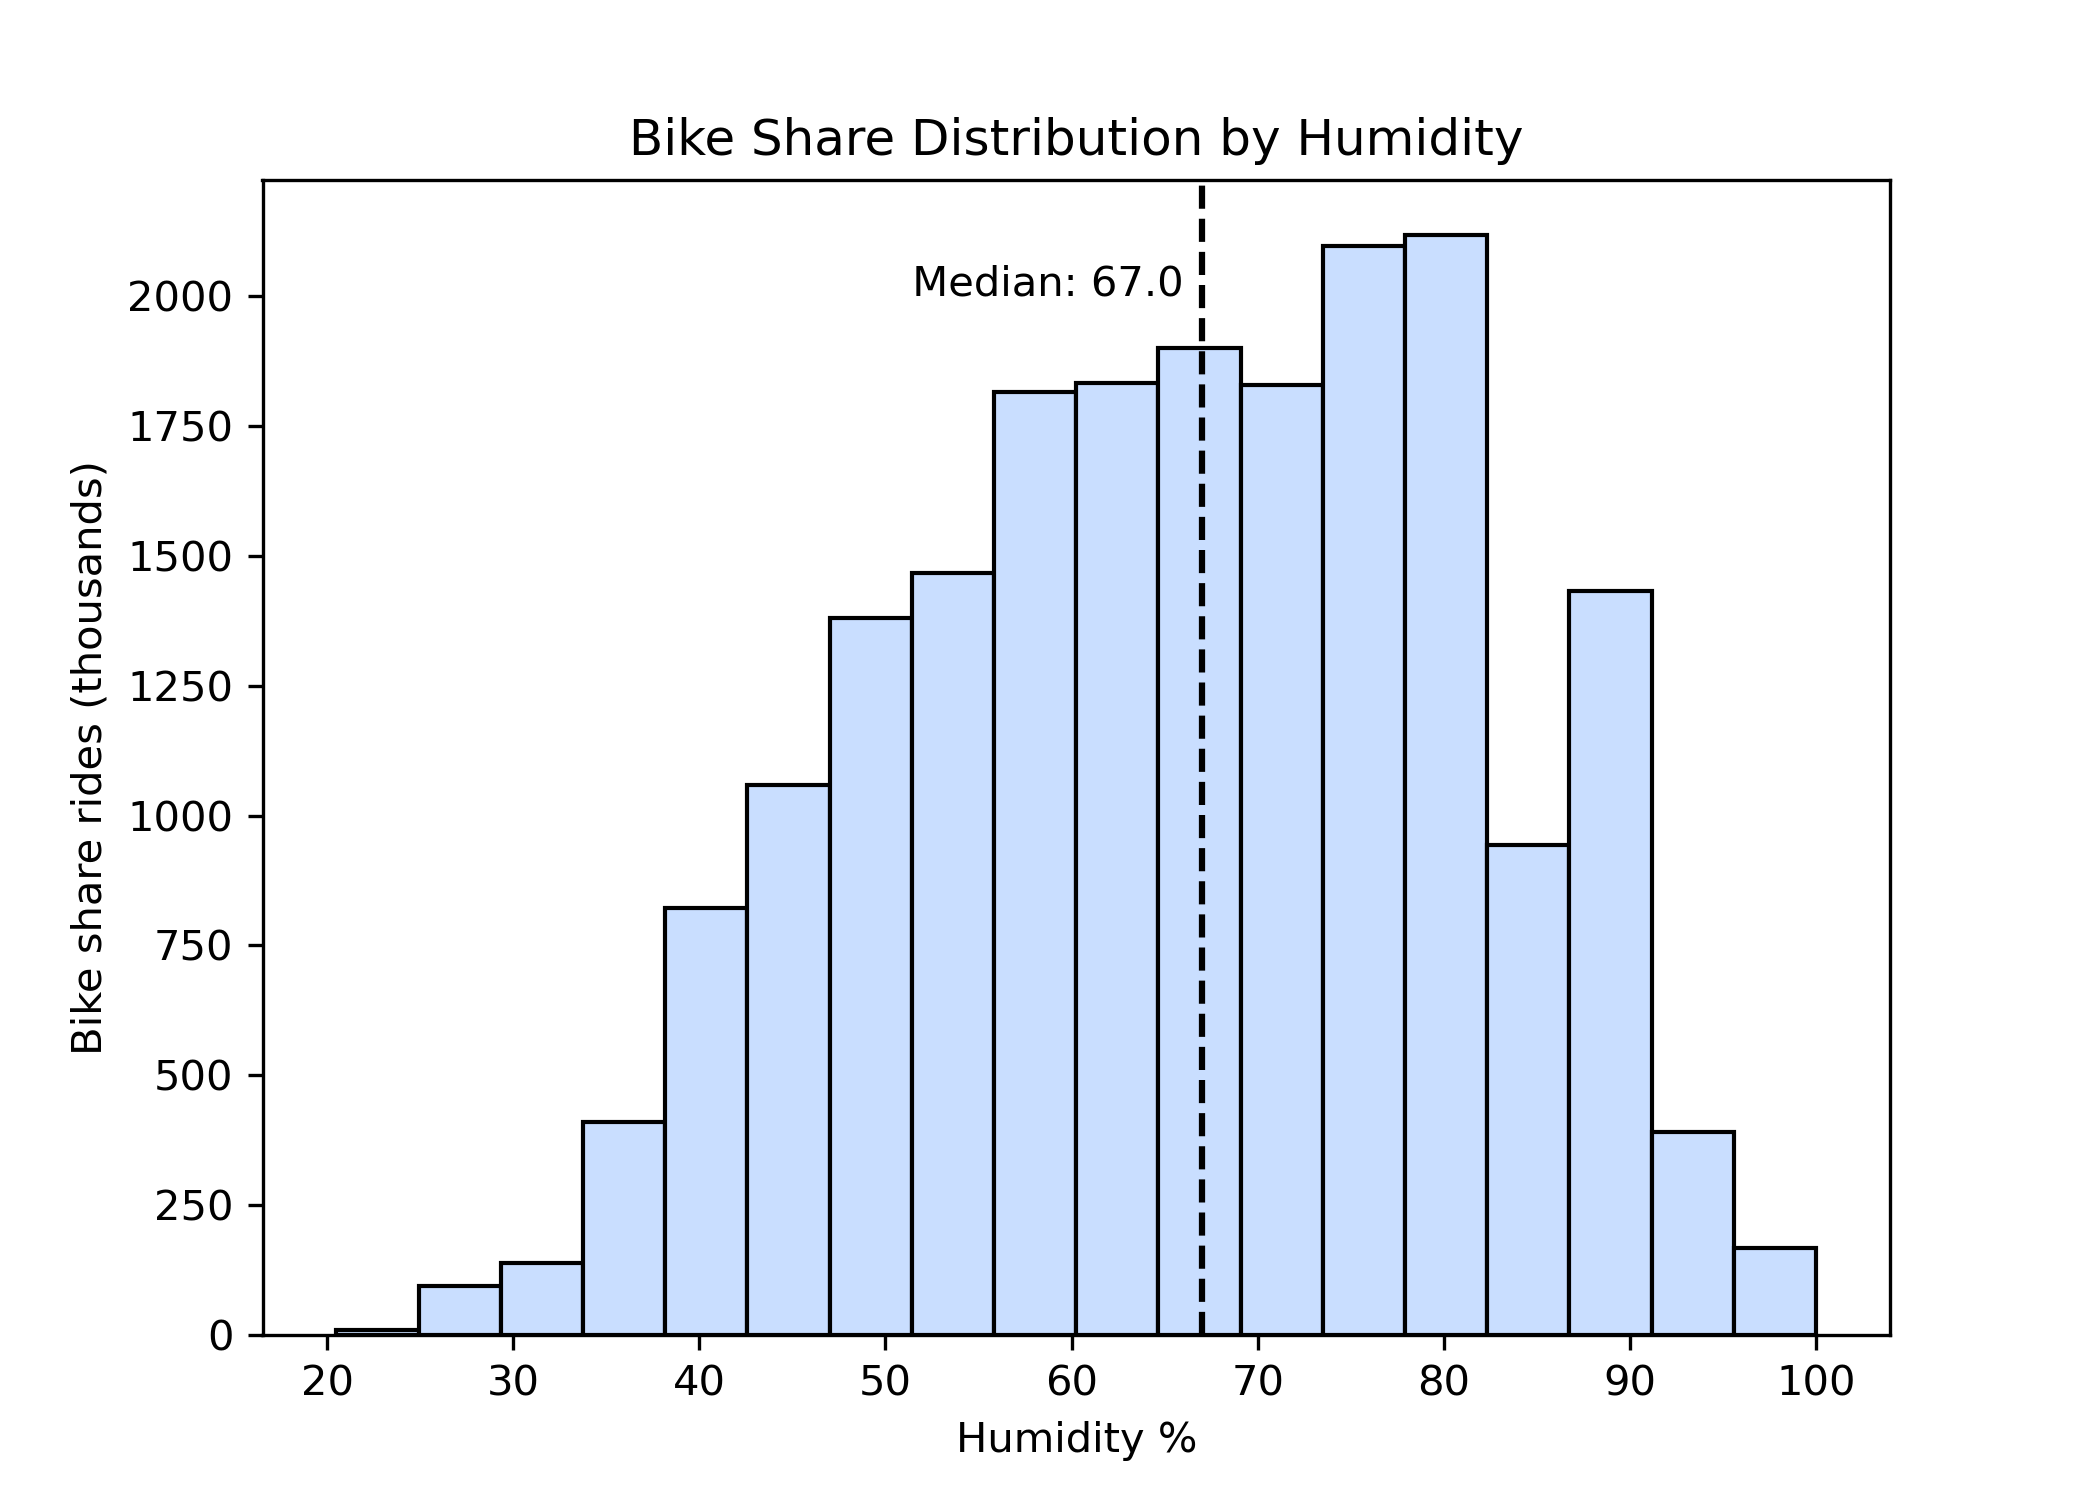 Bike Share Distribution by Humidity
Median: 67.0
2000
1750
1500
1250
1000
750
500
250
0
Bike share rides (thousands)
20 30 40 50 60 70 80 90 100
Humidity %